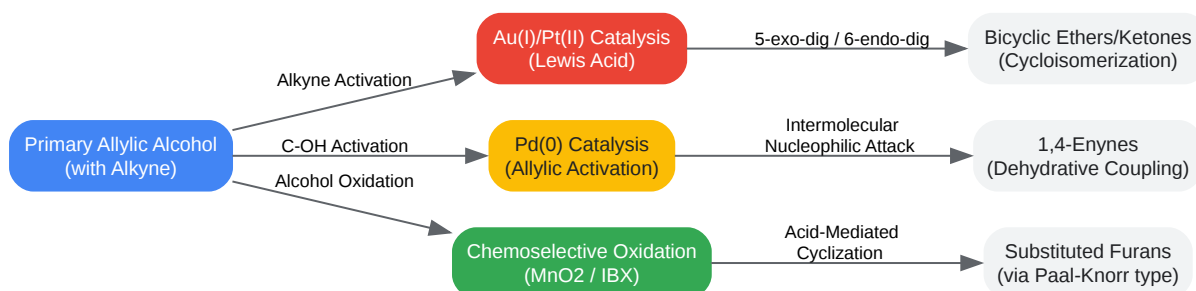 Primary Allylic Alcohol
(with Alkyne)
Alkyne Activation
C-OH Activation
Alcohol Oxidation
Au(I)/Pt(II) Catalysis
(Lewis Acid)
5-exo-dig / 6-endo-dig
Bicyclic Ethers/Ketones
(Cycloisomerization)
Pd(0) Catalysis
(Allylic Activation)
Intermolecular
Nucleophilic Attack
1,4-Enynes
(Dehydrative Coupling)
Chemoselective Oxidation
(MnO2 / IBX)
Acid-Mediated
Cyclization
Substituted Furans
(via Paal-Knorr type)